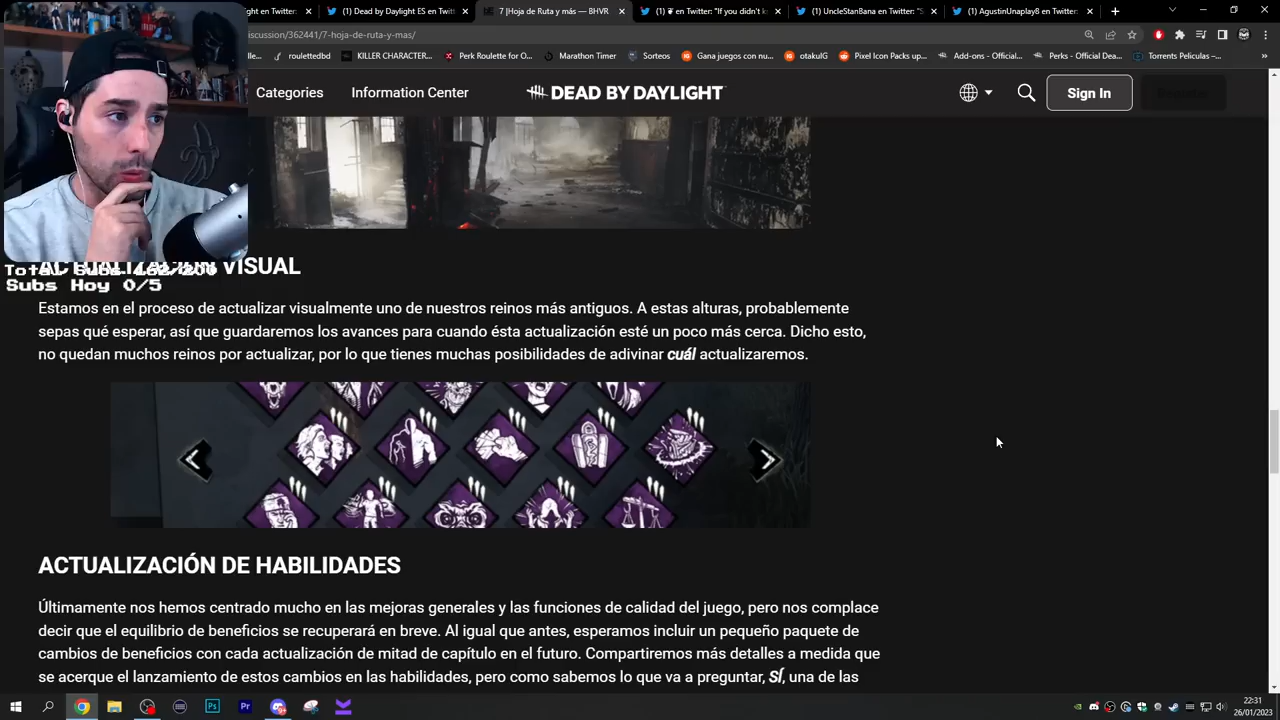 ght en Twitter:
(1) Dead by Daylight ES en Twitt
7 | Hoja de Ruta y más — BHVR
(1) ❦ en Twitter: "If you didn't k
(1) UncleStanBana en Twitter: "S
(1) AgustinUnaplay8 en Twitter:
discussion/362441/7-hoja-de-ruta-y-mas/
roulettedbd
KILLER CHARACTER...
Perk Roulette for O...
Marathon Timer
Sorteos
Gana juegos con nu...
otakulG
Pixel Icon Packs up...
Add-ons - Official...
Perks - Official Dea...
Torrents Peliculas –...
Categories
Information Center
DEAD BY DAYLIGHT
Sign In
Register
ACTUALIZACIÓN VISUAL
Total Subs
Subs Hoy 0/5
Estamos en el proceso de actualizar visualmente uno de nuestros reinos más antiguos. A estas alturas, probablemente
sepas qué esperar, así que guardaremos los avances para cuando ésta actualización esté un poco más cerca. Dicho esto,
no quedan muchos reinos por actualizar, por lo que tienes muchas posibilidades de adivinar cuál actualizaremos.
ACTUALIZACIÓN DE HABILIDADES
Últimamente nos hemos centrado mucho en las mejoras generales y las funciones de calidad del juego, pero nos complace
decir que el equilibrio de beneficios se recuperará en breve. Al igual que antes, esperamos incluir un pequeño paquete de
cambios de beneficios con cada actualización de mitad de capítulo en el futuro. Compartiremos más detalles a medida que
se acerque el lanzamiento de estos cambios en las habilidades, pero como sabemos lo que va a preguntar, SÍ, una de las
22:31
26/01/2023